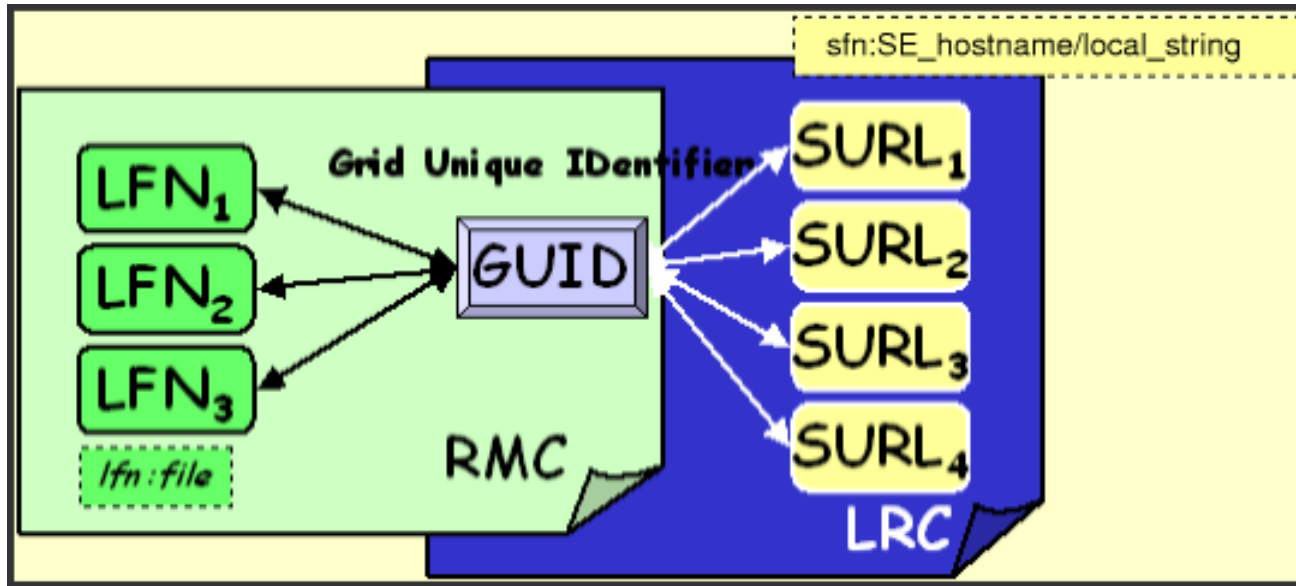 sfn:SE_hostname/local_string
Grid Unique IDentifier
LFN1
LFN2
LFN3
lfn:file
GUID
RMC
SURL1
SURL2
SURL3
SURL4
LRC